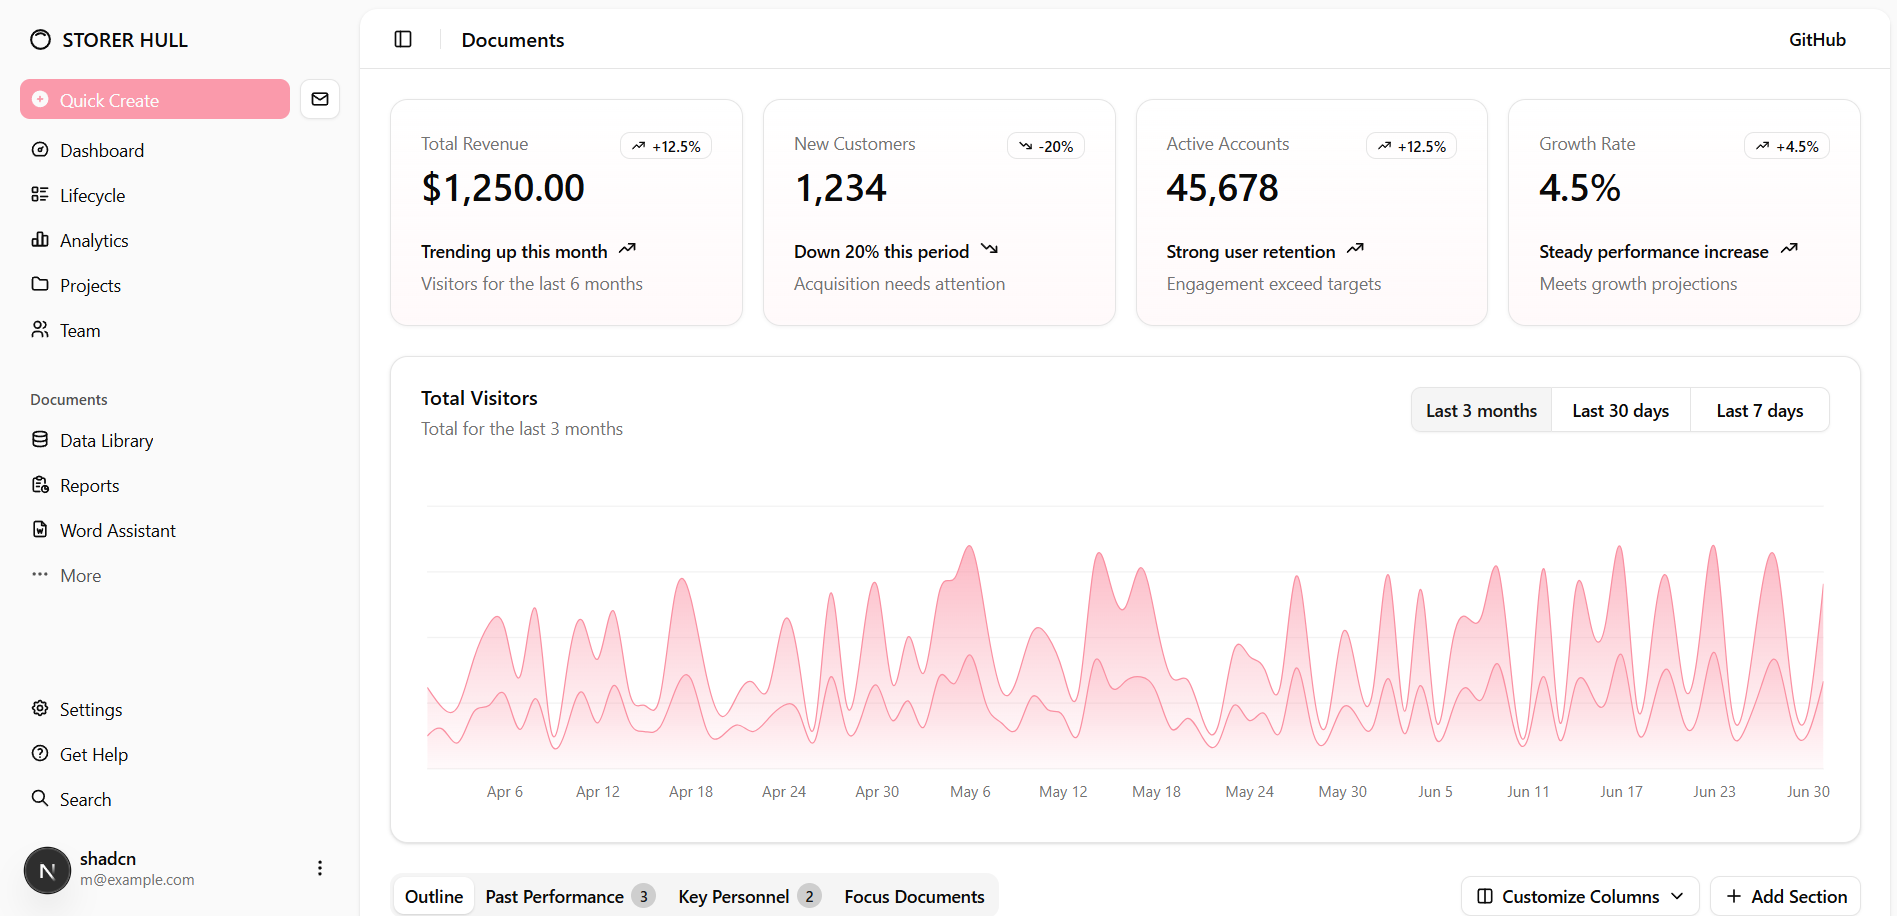 STORER HULL
Quick Create
Dashboard
Lifecycle
Analytics
Projects
Team
Documents
Data Library
Reports
Word Assistant
More
Settings
Get Help
Search
N
shadcn
m@example.com
Documents
GitHub
Total Revenue
+12.5%
$1,250.00
Trending up this month
Visitors for the last 6 months
New Customers
-20%
1,234
Down 20% this period
Acquisition needs attention
Active Accounts
+12.5%
45,678
Strong user retention
Engagement exceed targets
Growth Rate
+4.5%
4.5%
Steady performance increase
Meets growth projections
Total Visitors
Total for the last 3 months
Last 3 months
Last 30 days
Last 7 days
Apr 6
Apr 12
Apr 18
Apr 24
Apr 30
May 6
May 12
May 18
May 24
May 30
Jun 5
Jun 11
Jun 17
Jun 23
Jun 30
Outline
Past Performance 3
Key Personnel 2
Focus Documents
Customize Columns
Add Section